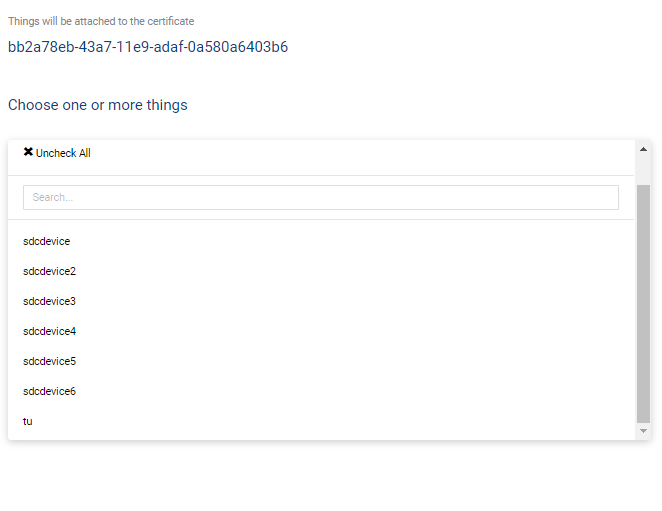 Things will be attached to the certificate
bb2a78eb-43a7-11e9-adaf-0a580a6403b6
Choose one or more things
✖ Uncheck All
Search...
sdcdevice
sdcdevice2
sdcdevice3
sdcdevice4
sdcdevice5
sdcdevice6
tu